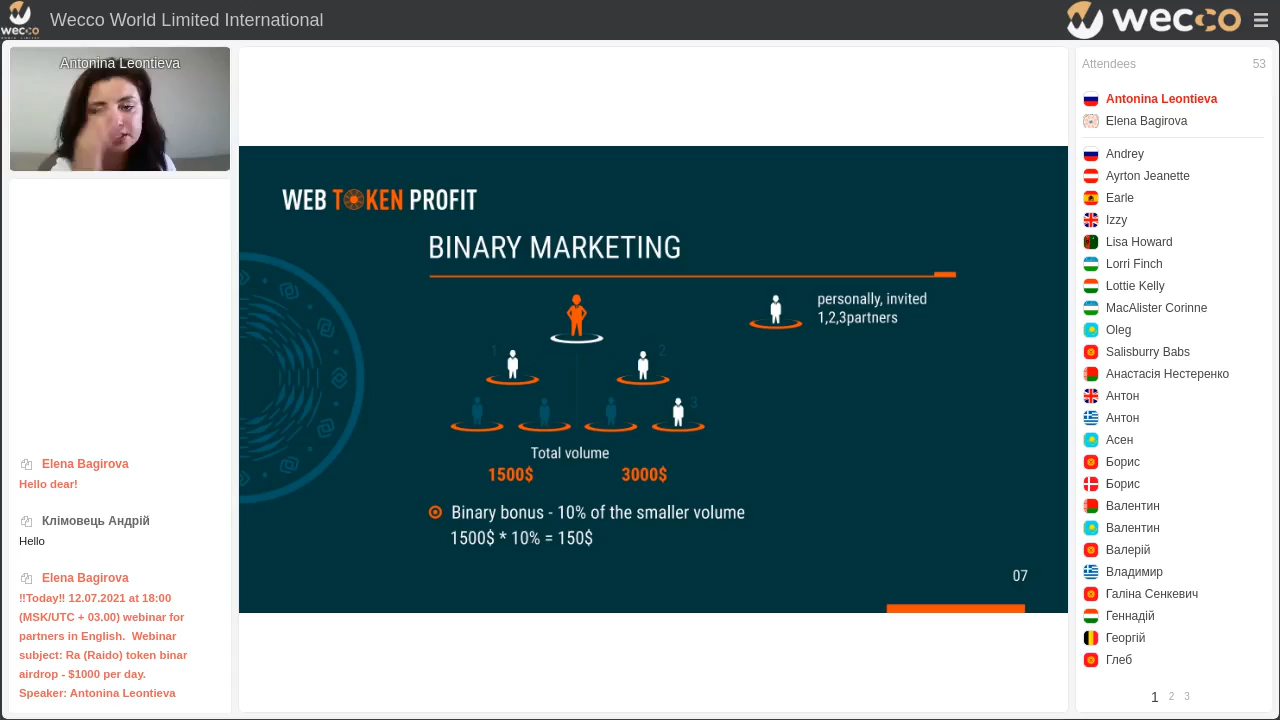 Wecco World Limited International
wecco
wecco
Antonina Leontieva
Elena Bagirova
Hello dear!
Клімовець Андрій
Hello
Elena Bagirova
‼Today‼ 12.07.2021 at 18:00
(MSK/UTC + 03.00) webinar for
partners in English.  Webinar
subject: Ra (Raido) token binar
airdrop - $1000 per day.
Speaker: Antonina Leontieva
WEB TOKEN PROFIT
BINARY MARKETING
personally, invited
1,2,3partners
1
2
3
Total volume
1500$ 3000$
Binary bonus - 10% of the smaller volume
1500$ * 10% = 150$
07
Attendees 53
Antonina Leontieva
Elena Bagirova
Andrey
Ayrton Jeanette
Earle
Izzy
Lisa Howard
Lorri Finch
Lottie Kelly
MacAlister Corinne
Oleg
Salisburry Babs
Анастасія Нестеренко
Антон
Антон
Асен
Борис
Борис
Валентин
Валентин
Валерій
Владимир
Галіна Сенкевич
Геннадій
Георгій
Глеб
1 2 3